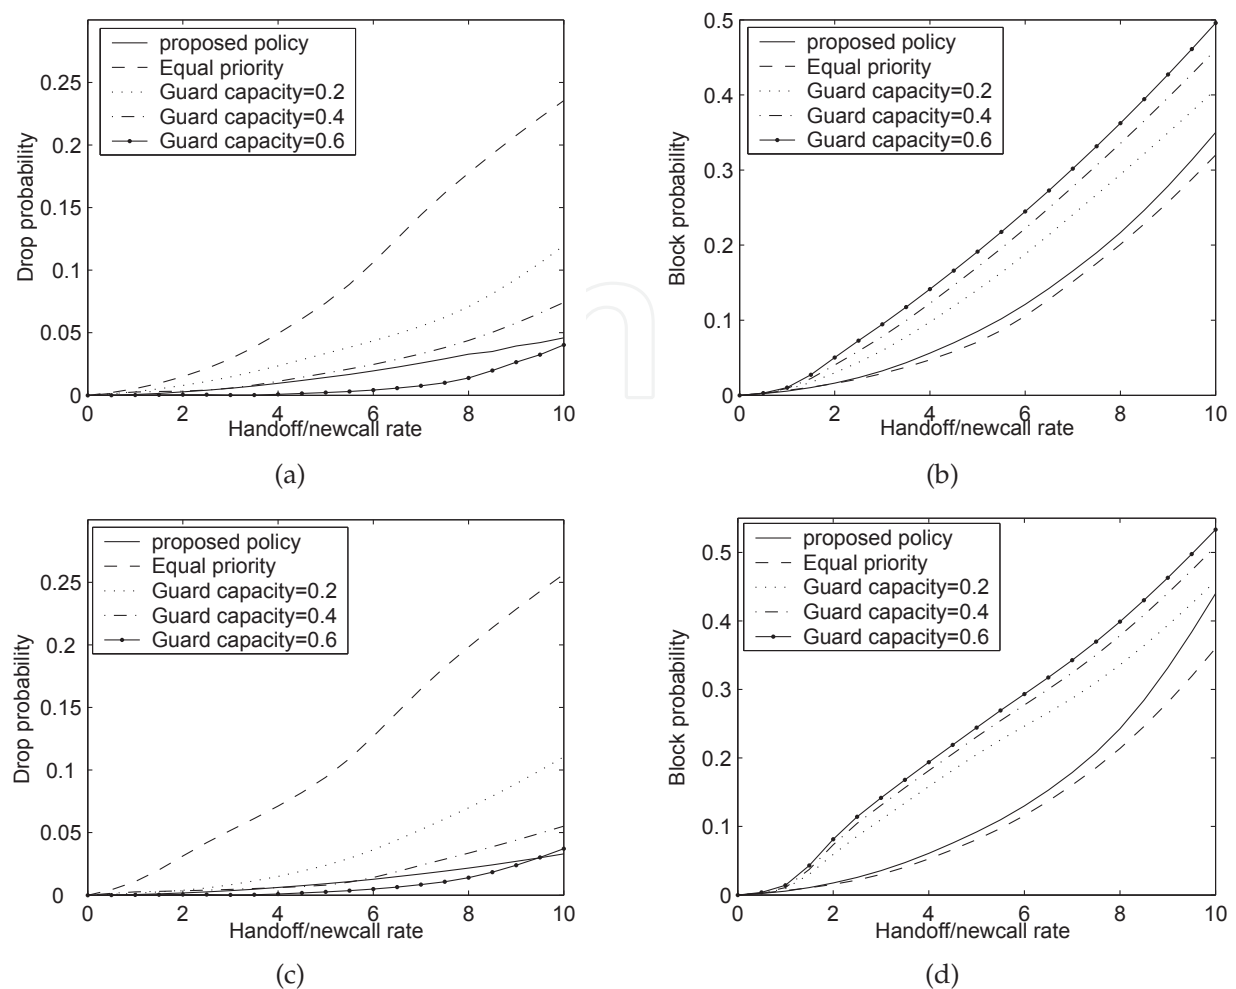 proposed policy
Equal priority
Guard capacity=0.2
Guard capacity=0.4
Guard capacity=0.6
0.25
0.2
0.15
0.1
0.05
0
Drop probability
0 2 4 6 8 10
Handoff/newcall rate
(a)
proposed policy
Equal priority
Guard capacity=0.2
Guard capacity=0.4
Guard capacity=0.6
0.5
0.4
0.3
0.2
0.1
0
Block probability
0 2 4 6 8 10
Handoff/newcall rate
(b)
proposed policy
Equal priority
Guard capacity=0.2
Guard capacity=0.4
Guard capacity=0.6
0.25
0.2
0.15
0.1
0.05
0
Drop probability
0 2 4 6 8 10
Handoff/newcall rate
(c)
proposed policy
Equal priority
Guard capacity=0.2
Guard capacity=0.4
Guard capacity=0.6
0.5
0.4
0.3
0.2
0.1
0
Block probability
0 2 4 6 8 10
Handoff/newcall rate
(d)